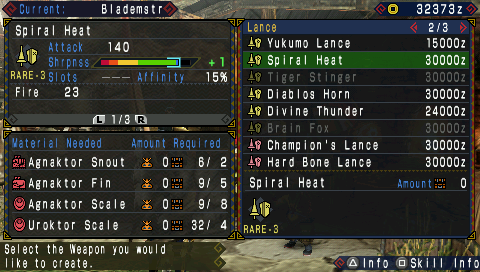 Current: Blademstr
32373z
Spiral Heat
Attack 140
Shrpnss +1
RARE-3 Slots --- Affinity 15%
Fire 23
L 1/3 R
Material Needed Amount Required
Agnaktor Snout 0 6/ 2
Agnaktor Fin 0 9/ 5
Agnaktor Scale 0 9/ 8
Uroktor Scale 0 32/ 4
Select the Weapon you would
like to create.
Lance 2/3
Yukumo Lance 15000z
Spiral Heat 30000z
Tiger Stinger 30000z
Diablos Horn 30000z
Divine Thunder 24000z
Brain Fox 30000z
Champion's Lance 30000z
Hard Bone Lance 30000z
Spiral Heat Amount 0
RARE-3
Info Skill Info